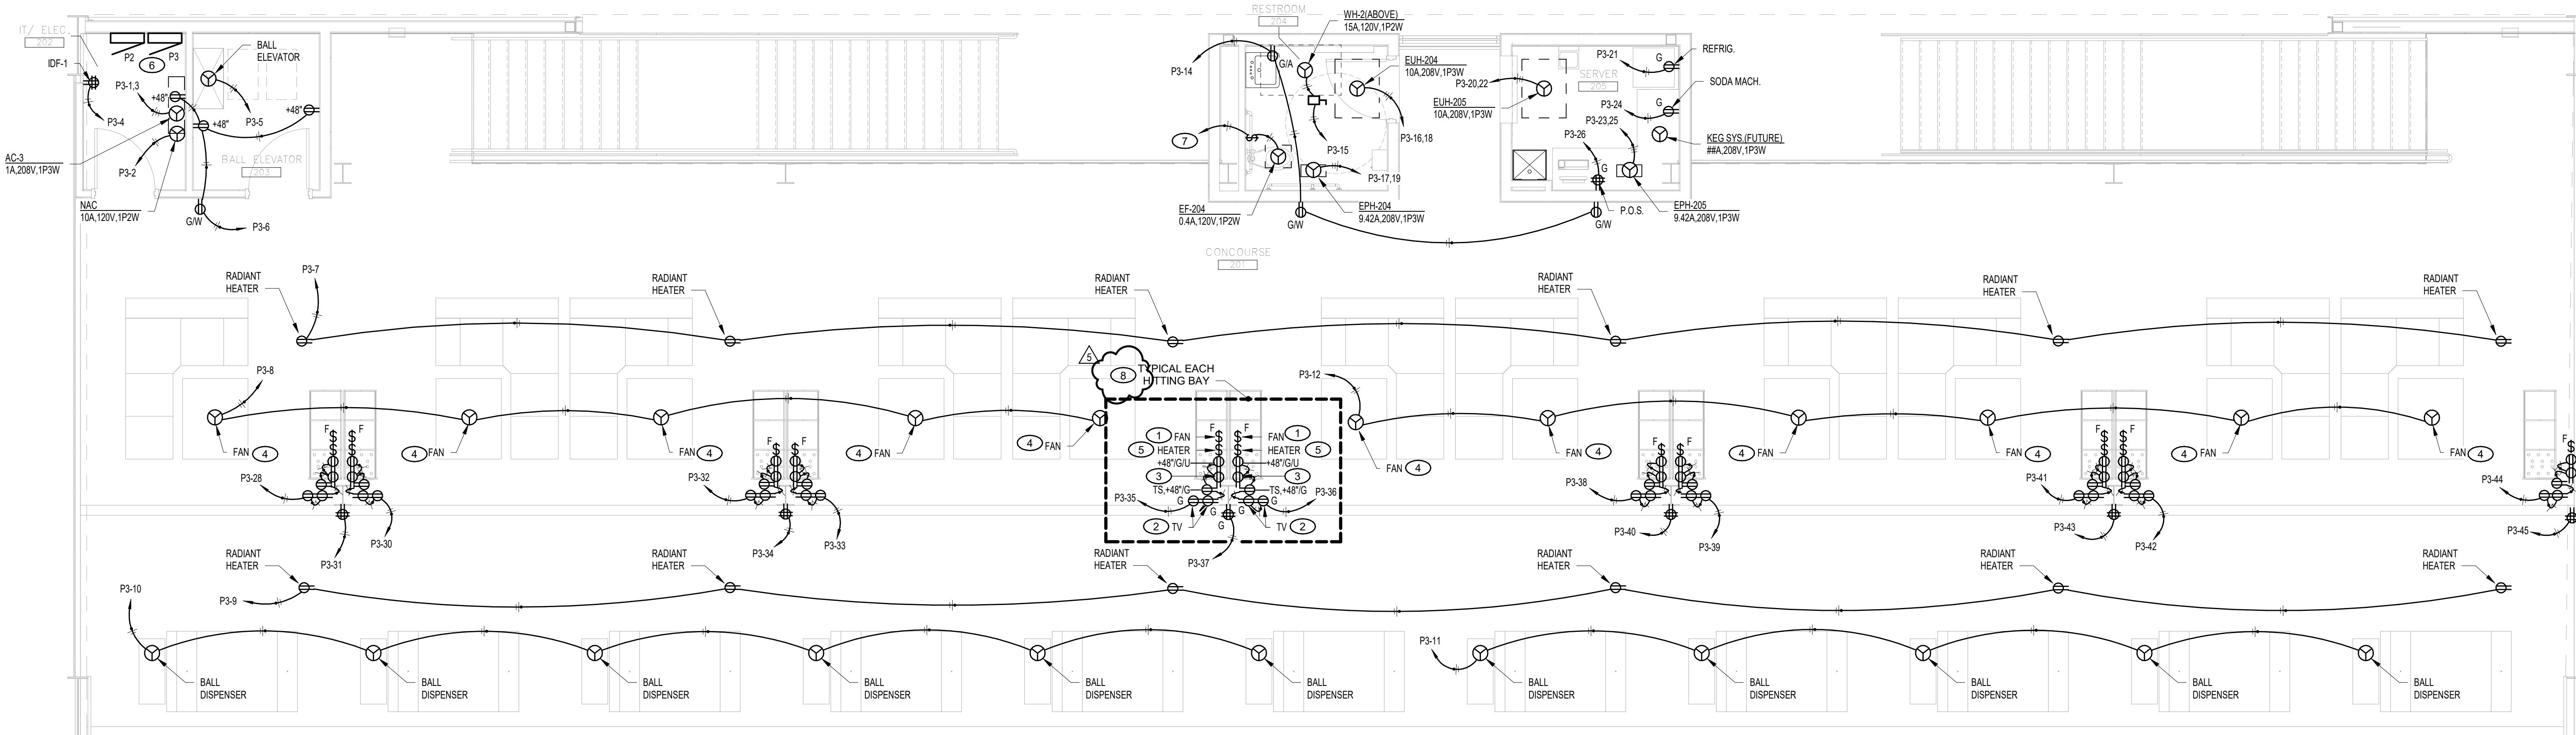 IT/ ELEC.
202
IDF-1
P2
6
P3
BALL
ELEVATOR
P3-1,3
+48"
+48"
+48"
P3-4
P3-5
AC-3
1A,208V,1P3W
P3-2
BALL ELEVATOR
203
NAC
10A,120V,1P2W
G/W
P3-6
RESTROOM
204
WH-2(ABOVE)
15A,120V,1P2W
P3-14
G/A
EUH-204
10A,208V,1P3W
P3-16,18
7
P3-15
P3-17,19
EF-204
0.4A,120V,1P2W
G/W
EPH-204
9.42A,208V,1P3W
P3-20,22
EUH-205
10A,208V,1P3W
SERVER
205
P3-21
G
REFRIG.
SODA MACH.
P3-24
G
P3-23,25
P3-26
KEG SYS.(FUTURE)
##A,208V,1P3W
G
P.O.S.
G/W
EPH-205
9.42A,208V,1P3W
CONCOURSE
201
P3-7
RADIANT
HEATER
RADIANT
HEATER
RADIANT
HEATER
RADIANT
HEATER
RADIANT
HEATER
RADIANT
HEATER
P3-8
5
8
TYPICAL EACH
HITTING BAY
P3-12
FAN
4
4
FAN
FAN
4
4
FAN
4
FAN
FAN
4
FAN
4
4
FAN
FAN
4
4
FAN
FAN
4
F
F
F
F
F
F
F
F
F
F
F
1
FAN
FAN
1
5
HEATER
HEATER
5
+48"/G/U
+48"/G/U
3
3
TS,+48"/G
TS,+48"/G
G
G
G
G
G
2
TV
TV
2
P3-28
P3-30
P3-31
P3-32
P3-33
P3-34
P3-35
P3-36
P3-37
P3-38
P3-39
P3-40
P3-41
P3-42
P3-43
P3-44
P3-45
RADIANT
HEATER
RADIANT
HEATER
RADIANT
HEATER
RADIANT
HEATER
RADIANT
HEATER
RADIANT
HEATER
P3-10
P3-9
P3-11
BALL
DISPENSER
BALL
DISPENSER
BALL
DISPENSER
BALL
DISPENSER
BALL
DISPENSER
BALL
DISPENSER
BALL
DISPENSER
BALL
DISPENSER
BALL
DISPENSER
BALL
DISPENSER
BALL
DISPENSER